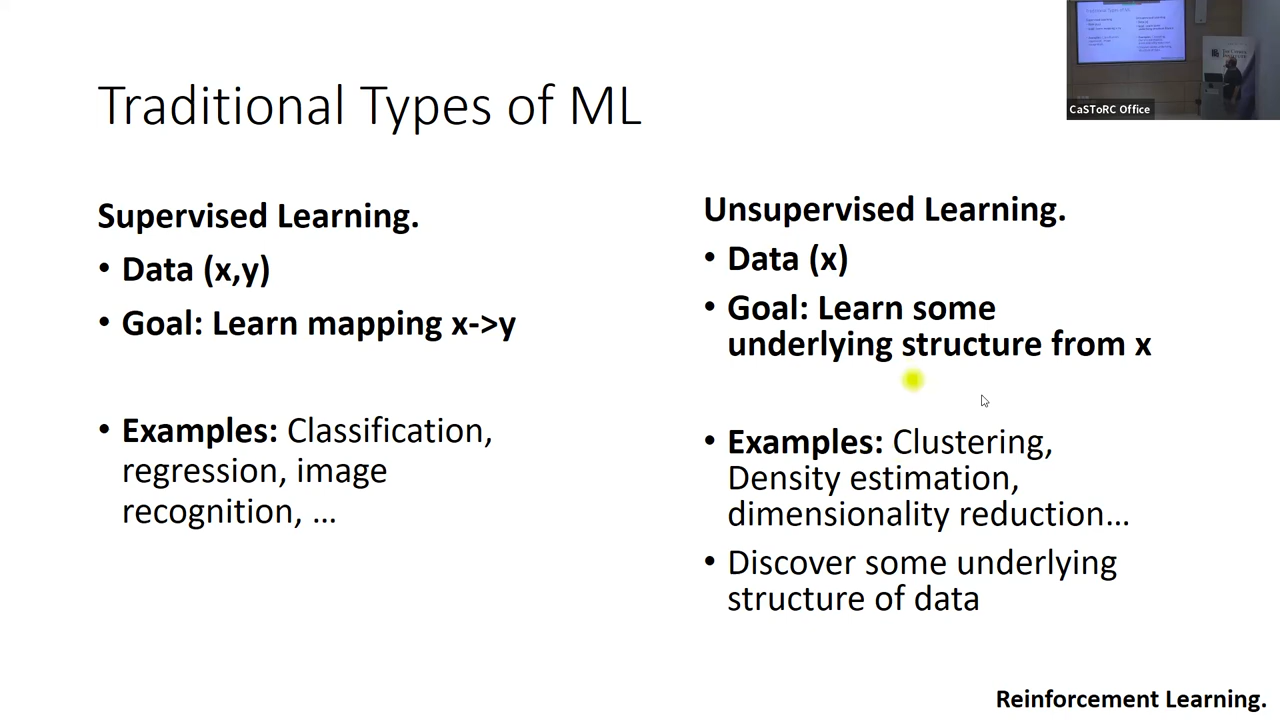 Traditional Types of ML
Supervised Learning.
• Data (x,y)
• Goal: Learn mapping x->y
• Examples: Classification,
regression, image
recognition, …
Unsupervised Learning.
• Data (x)
• Goal: Learn some
underlying structure from x
• Examples: Clustering,
Density estimation,
dimensionality reduction…
• Discover some underlying
structure of data
Reinforcement Learning.
CaSToRC Office